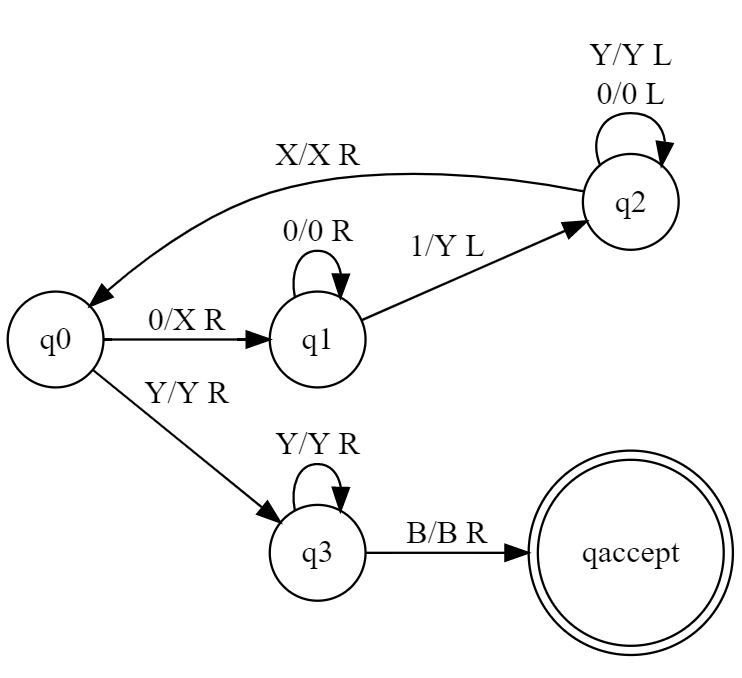 Y/Y L
0/0 L
q2
X/X R
0/0 R
1/Y L
q0
0/X R
q1
Y/Y R
Y/Y R
q3
B/B R
qaccept